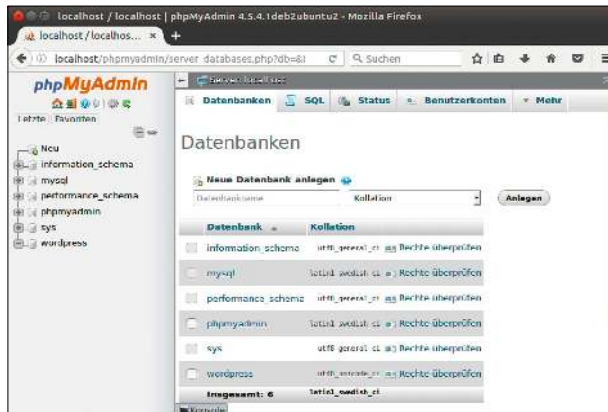 localhost / localhost | phpMyAdmin 4.5.4.1deb2ubuntu2 - Mozilla Firefox
localhost / localhos... × +
localhost/phpmyadmin/server_databases.php?db=&l
Suchen
phpMyAdmin
Letzte Favoriten
Neu
information_schema
mysql
performance_schema
phpmyadmin
sys
wordpress
Server: localhost
Datenbanken SQL Status Benutzerkonten Mehr
Datenbanken
Neue Datenbank anlegen
Datenbankname Kollation Anlegen
Datenbank Kollation
information_schema utf8_general_ci Rechte überprüfen
mysql latin1_swedish_ci Rechte überprüfen
performance_schema utf8_general_ci Rechte überprüfen
phpmyadmin latin1_swedish_ci Rechte überprüfen
sys utf8_general_ci Rechte überprüfen
wordpress utf8_unicode_ci Rechte überprüfen
Insgesamt: 6 latin1_swedish_ci
Konsole